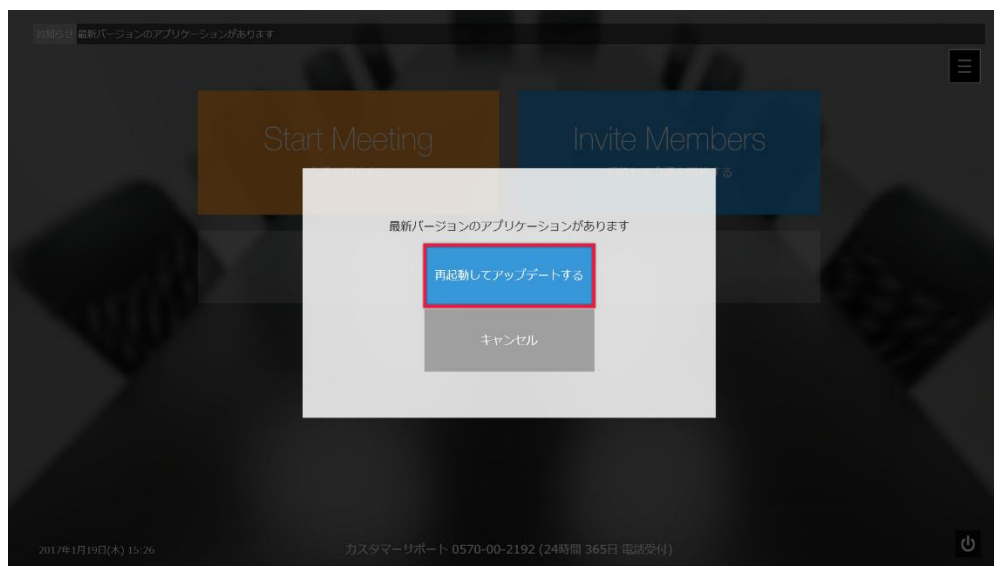 お知らせ 最新バージョンのアプリケーションがあります
Start Meeting
Invite Members
最新バージョンのアプリケーションがあります
再起動してアップデートする
キャンセル
2017年1月19日(木) 15:26
カスタマーリポート 0570-00-2192 (24時間 365日 電話受付)